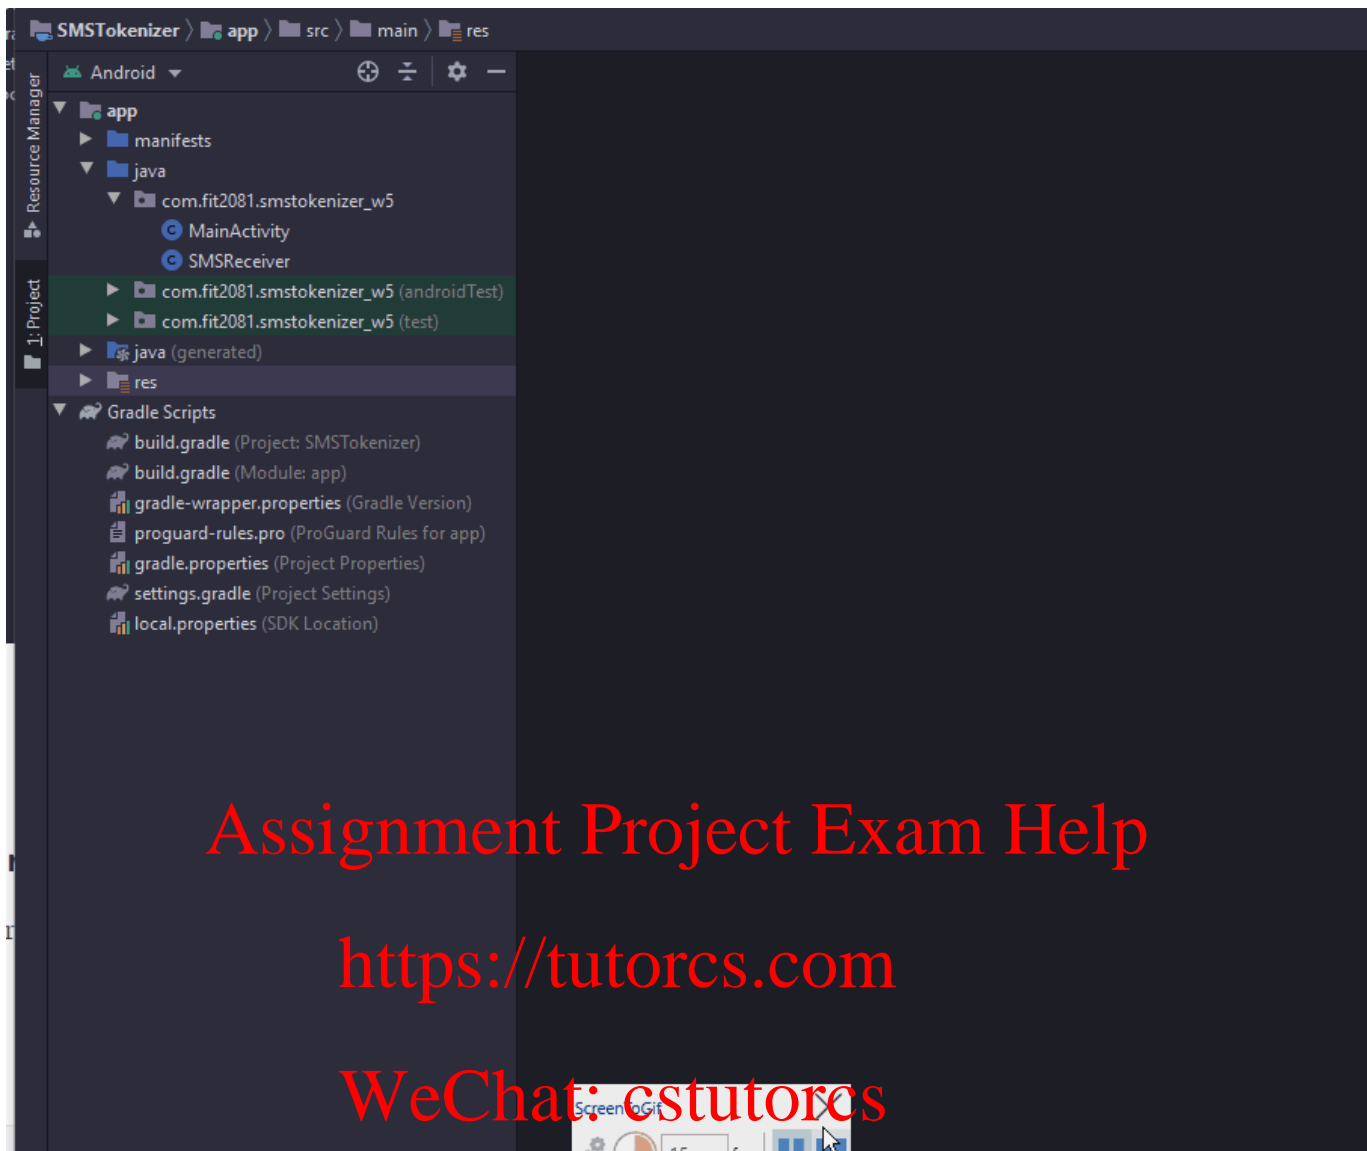 SMSTokenizer app src main res
Android
Resource Manager
1: Project
app
manifests
java
com.fit2081.smstokenizer_w5
MainActivity
SMSReceiver
com.fit2081.smstokenizer_w5 (androidTest)
com.fit2081.smstokenizer_w5 (test)
java (generated)
res
Gradle Scripts
build.gradle (Project: SMSTokenizer)
build.gradle (Module: app)
gradle-wrapper.properties (Gradle Version)
proguard-rules.pro (ProGuard Rules for app)
gradle.properties (Project Properties)
settings.gradle (Project Settings)
local.properties (SDK Location)
Assignment Project Exam Help
https://tutorcs.com
WeChat: cstutorcs
ScreenToGif